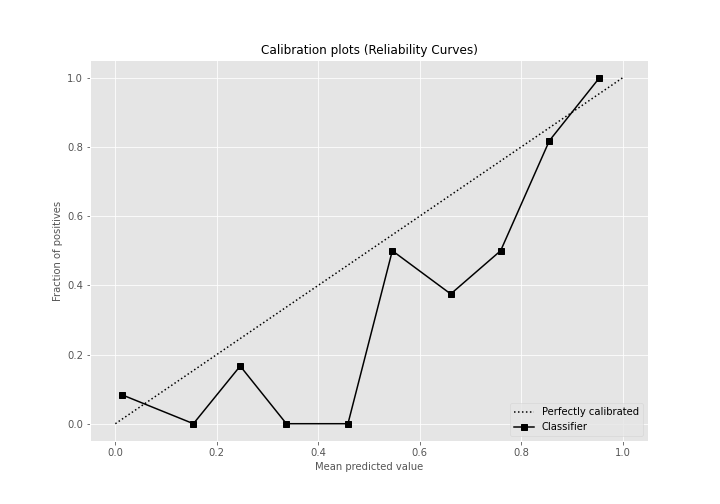 Calibration plots (Reliability Curves)
1.0
0.8
0.6
0.4
0.2
0.0
Fraction of positives
Perfectly calibrated
Classifier
0.0 0.2 0.4 0.6 0.8 1.0
Mean predicted value